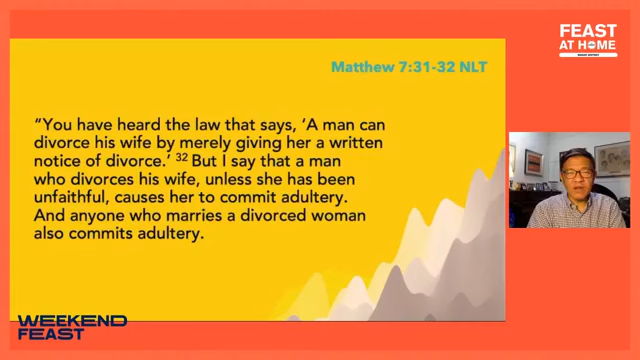 FEAST
AT HOME
Matthew 7:31-32 NLT
“You have heard the law that says, ‘A man can
divorce his wife by merely giving her a written
notice of divorce.’ 32 But I say that a man
who divorces his wife, unless she has been
unfaithful, causes her to commit adultery.
And anyone who marries a divorced woman
also commits adultery.
WEEKEND
FEAST